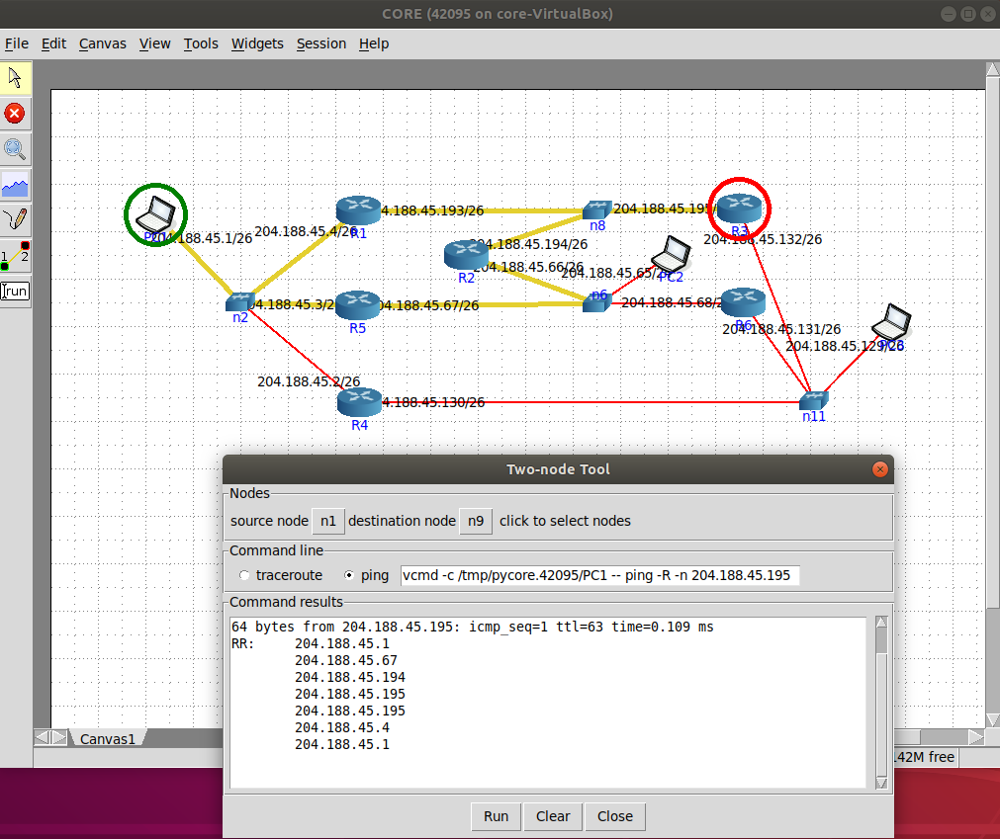 CORE (42095 on core-VirtualBox)
File Edit Canvas View Tools Widgets Session Help
204.188.45.1/26
204.188.45.4/26
R1
4.188.45.193/26
n8
204.188.45.195/
R3
204.188.45.132/26
204.188.45.194/26
R2
204.188.45.66/26
204.188.45.65/2
PC2
n2
04.188.45.3/2
R5
04.188.45.67/26
n6
204.188.45.68/2
R6
204.188.45.131/26
204.188.45.129/26
204.188.45.2/26
R4
4.188.45.130/26
n11
1 2
run
Canvas1
142M free
Two-node Tool
Nodes
source node n1 destination node n9 click to select nodes
Command line
traceroute ping vcmd -c /tmp/pycore.42095/PC1 -- ping -R -n 204.188.45.195
Command results
64 bytes from 204.188.45.195: icmp_seq=1 ttl=63 time=0.109 ms
RR: 204.188.45.1
204.188.45.67
204.188.45.194
204.188.45.195
204.188.45.195
204.188.45.4
204.188.45.1
Run Clear Close